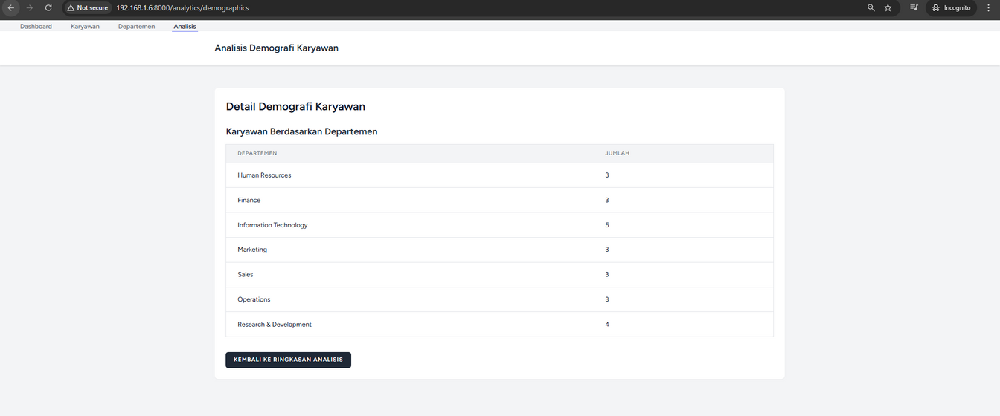 Not secure 192.168.1.6:8000/analytics/demographics Incognito
Dashboard Karyawan Departemen Analisis
Analisis Demografi Karyawan
Detail Demografi Karyawan
Karyawan Berdasarkan Departemen
DEPARTEMEN JUMLAH
Human Resources 3
Finance 3
Information Technology 5
Marketing 3
Sales 3
Operations 3
Research & Development 4
KEMBALI KE RINGKASAN ANALISIS